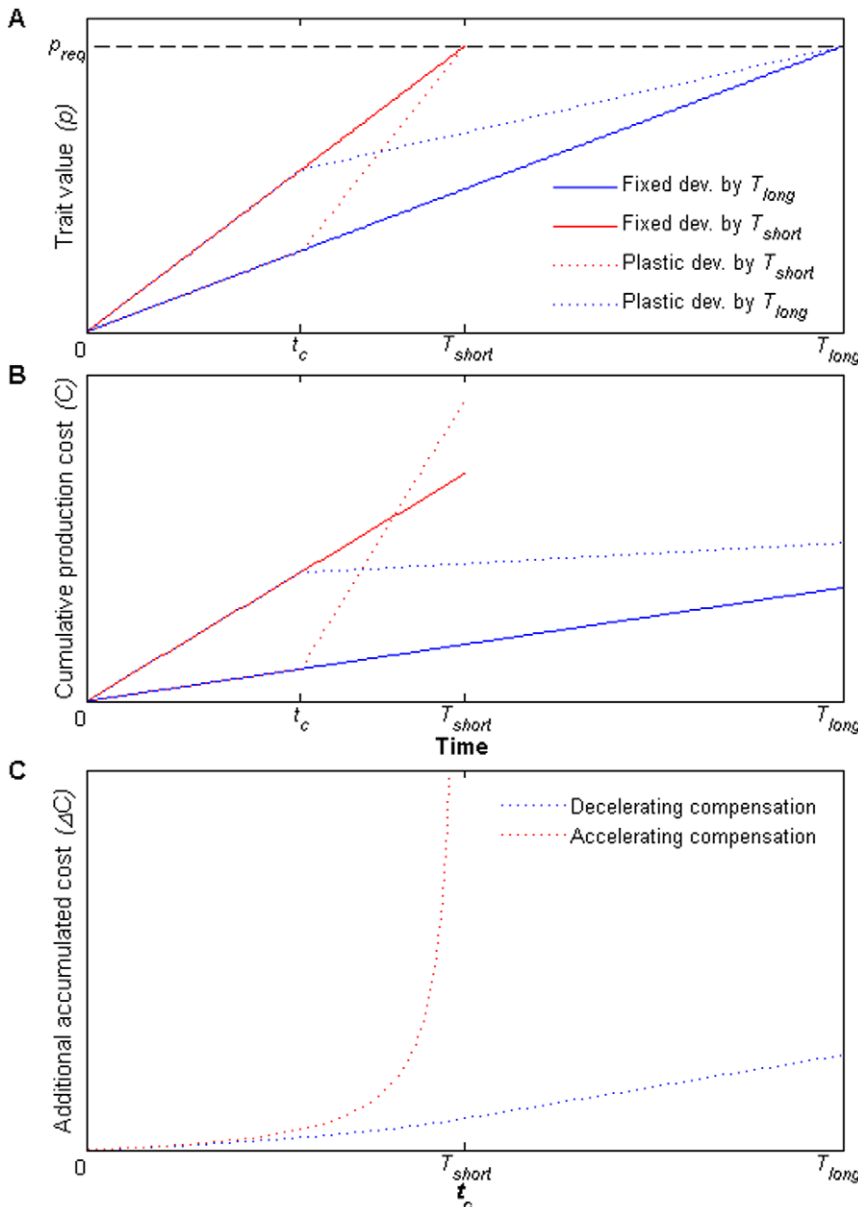 A
p_req
Trait value (p)
Fixed dev. by T_long
Fixed dev. by T_short
Plastic dev. by T_short
Plastic dev. by T_long
0 t_c T_short T_long
B
Cumulative production cost (C)
0 t_c T_short T_long
Time
C
Additional accumulated cost (ΔC)
Decelerating compensation
Accelerating compensation
0 T_short T_long
t_c